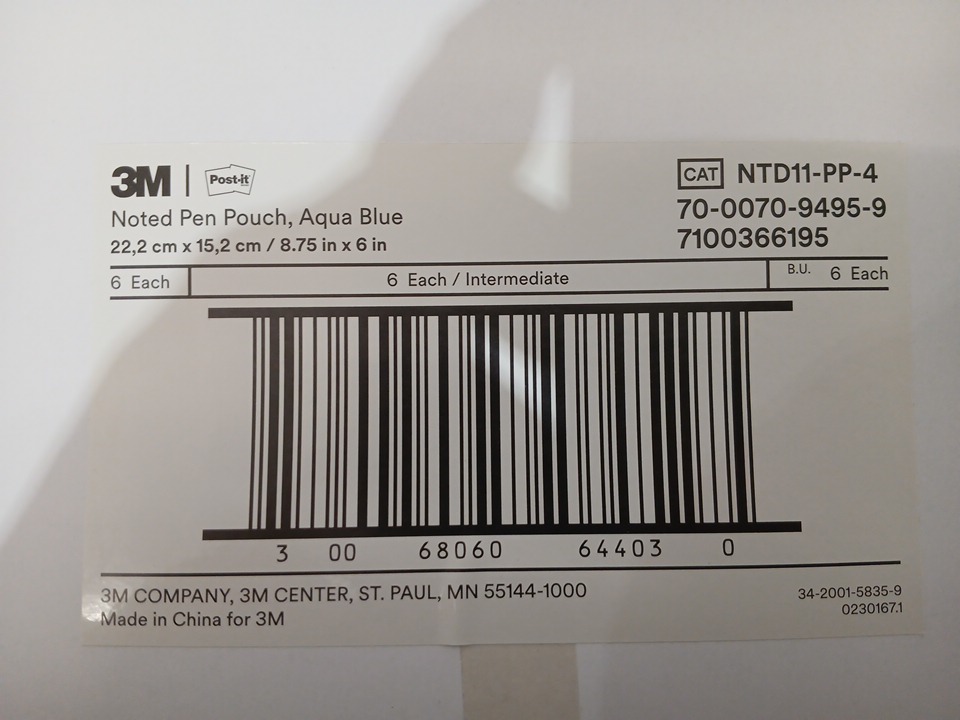 3M | Post-it
Noted Pen Pouch, Aqua Blue
22,2 cm x 15,2 cm / 8.75 in x 6 in
CAT NTD11-PP-4
70-0070-9495-9
7100366195
6 Each
6 Each / Intermediate
B.U. 6 Each
3 00 68060 64403 0
3M COMPANY, 3M CENTER, ST. PAUL, MN 55144-1000
Made in China for 3M
34-2001-5835-9
0230167.1